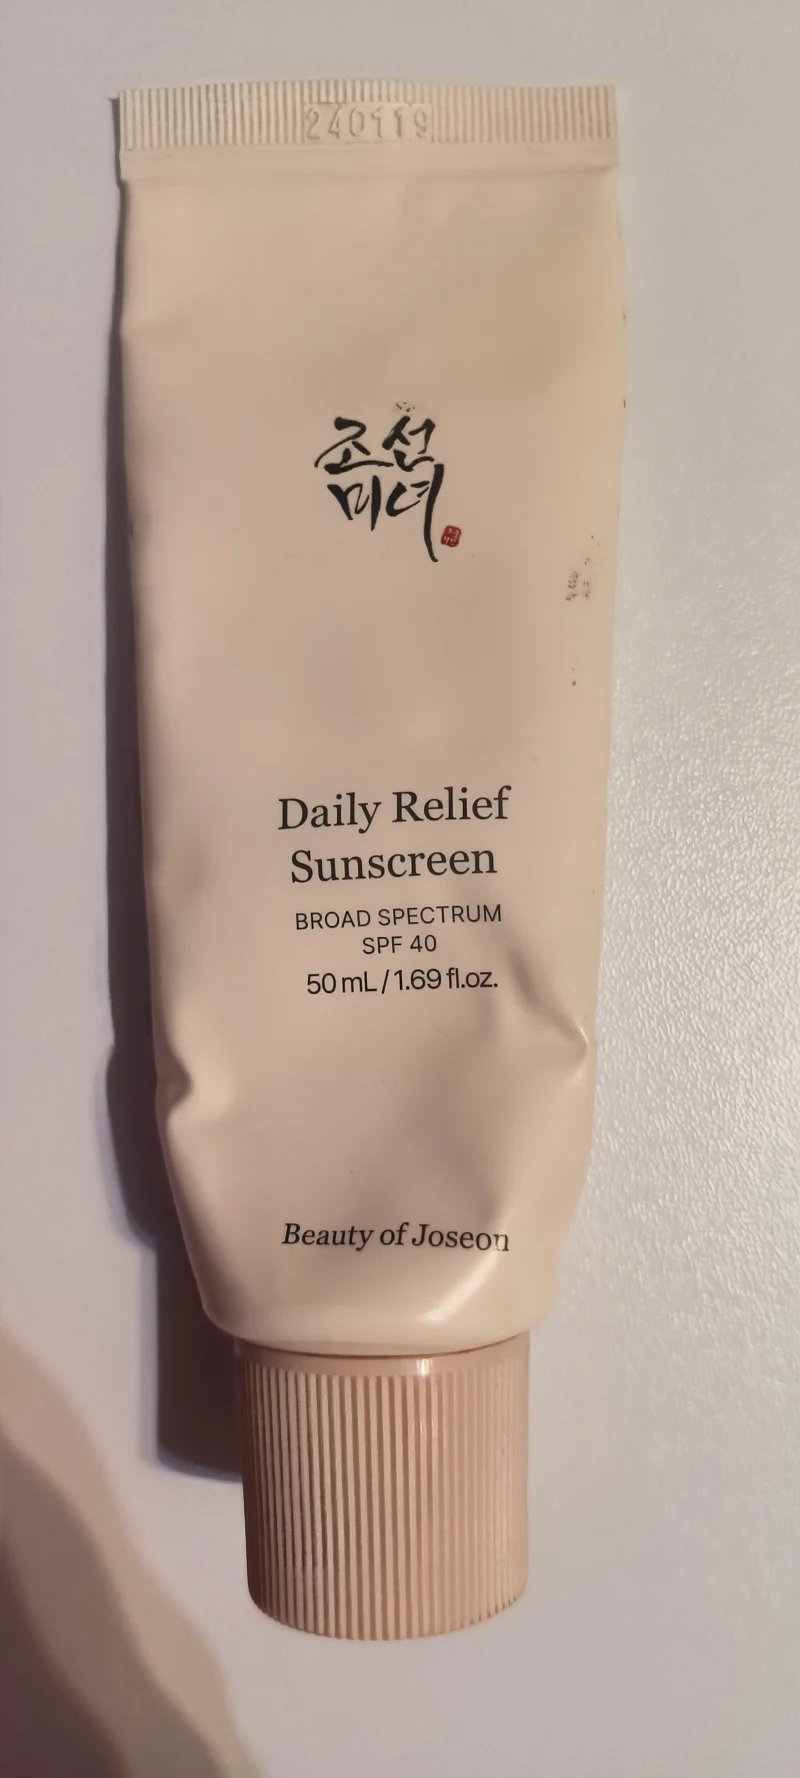 240119
조선
미녀
Daily Relief
Sunscreen
BROAD SPECTRUM
SPF 40
50 mL / 1.69 fl.oz.
Beauty of Joseon